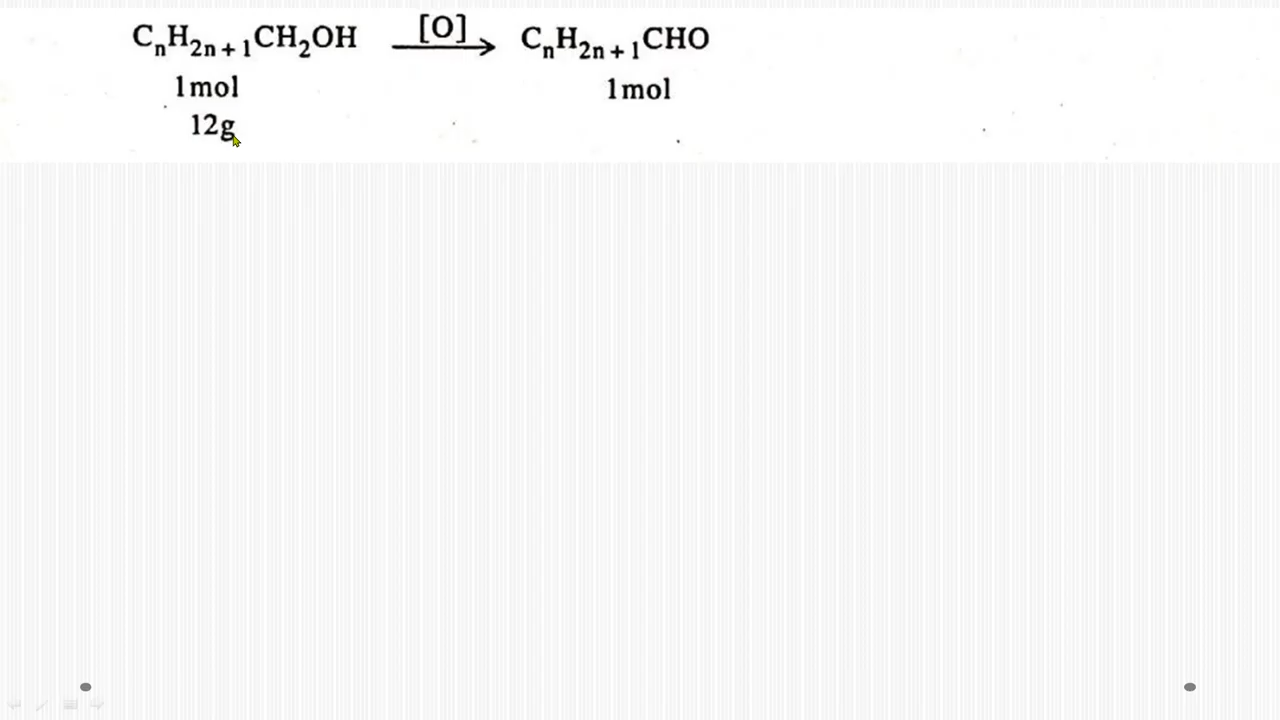 CₙH₂ₙ₊₁CH₂OH [O]⟶ CₙH₂ₙ₊₁CHO
1mol 1mol
12g